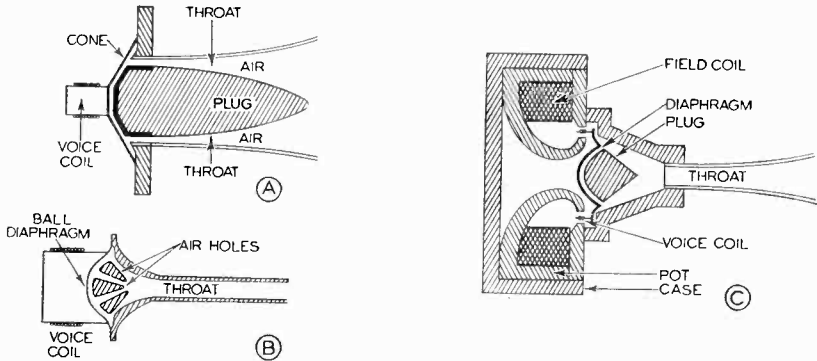 THROAT
CONE
AIR
PLUG
VOICE
COIL
AIR
THROAT
A
BALL
DIAPHRAGM
AIR HOLES
THROAT
VOICE
COIL
B
FIELD COIL
DIAPHRAGM
PLUG
THROAT
VOICE COIL
POT
CASE
C